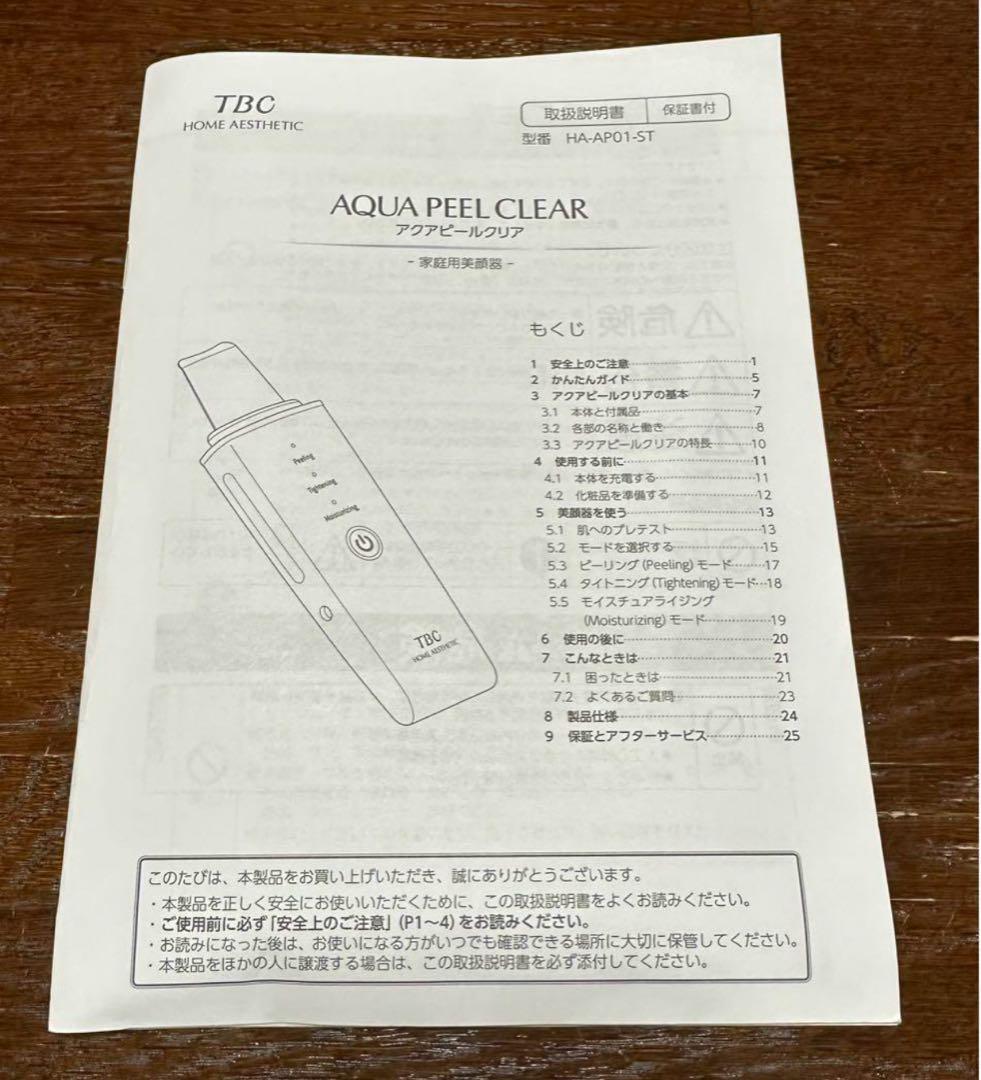 TBC
HOME AESTHETIC
取扱説明書 保証書付
型番 HA-AP01-ST
AQUA PEEL CLEAR
アクアピールクリア
- 家庭用美顔器 -
もくじ
1 安全上のご注意 1
2 かんたんガイド 5
3 アクアピールクリアの基本 7
3.1 本体と付属品 7
3.2 各部の名称と働き 8
3.3 アクアピールクリアの特長 10
4 使用する前に 11
4.1 本体を充電する 11
4.2 化粧品を準備する 12
5 美顔器を使う 13
5.1 肌へのプレテスト 13
5.2 モードを選択する 15
5.3 ピーリング (Peeling) モード 17
5.4 タイトニング (Tightening) モード 18
5.5 モイスチュアライジング
(Moisturizing) モード 19
6 使用の後に 20
7 こんなときは 21
7.1 困ったときは 21
7.2 よくあるご質問 23
8 製品仕様 24
9 保証とアフターサービス 25
Peeling
Tightening
Moisturizing
TBC
HOME AESTHETIC
このたびは、本製品をお買い上げいただき、誠にありがとうございます。
・本製品を正しく安全にお使いいただくために、この取扱説明書をよくお読みください。
・ご使用前に必ず「安全上のご注意」(P1～4) をお読みください。
・お読みになった後は、お使いになる方がいつでも確認できる場所に大切に保管してください。
・本製品をほかの人に譲渡する場合は、この取扱説明書を必ず添付してください。